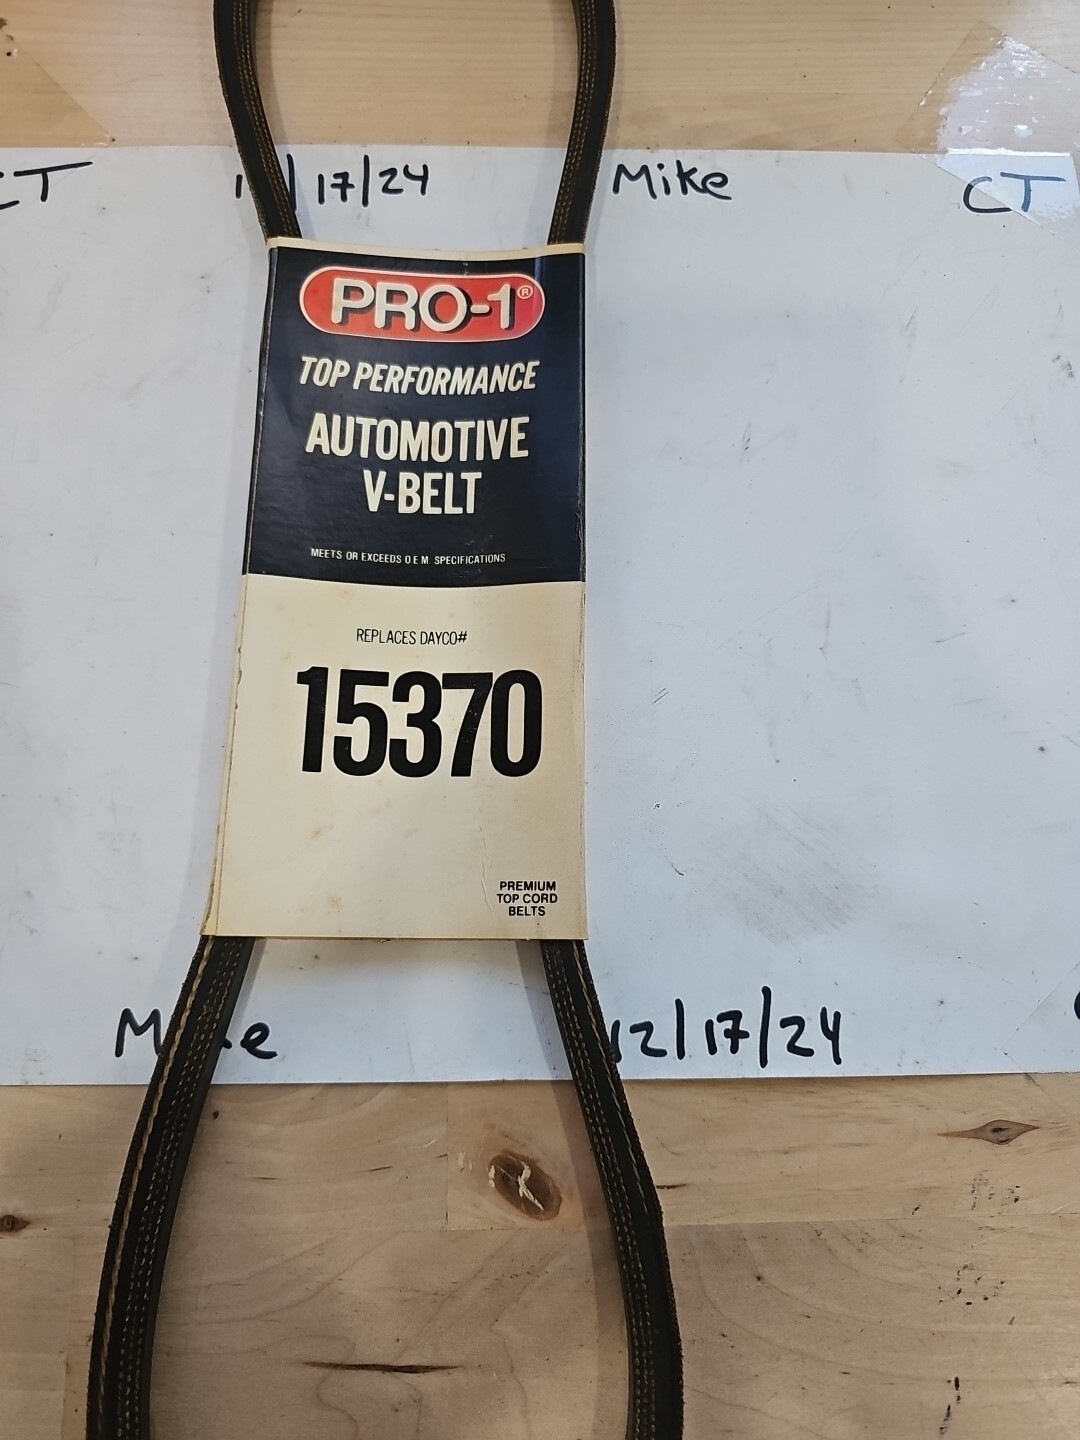 17/24 Mike CT
PRO-1®
TOP PERFORMANCE
AUTOMOTIVE
V-BELT
MEETS OR EXCEEDS O.E.M. SPECIFICATIONS
REPLACES DAYCO#
15370
PREMIUM
TOP CORD
BELTS
12/17/24